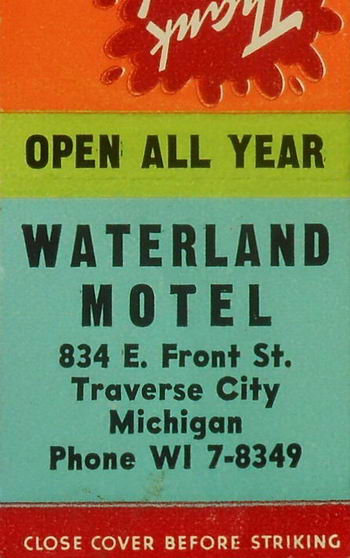 Thank
OPEN ALL YEAR
WATERLAND
MOTEL
834 E. Front St.
Traverse City
Michigan
Phone WI 7-8349
CLOSE COVER BEFORE STRIKING